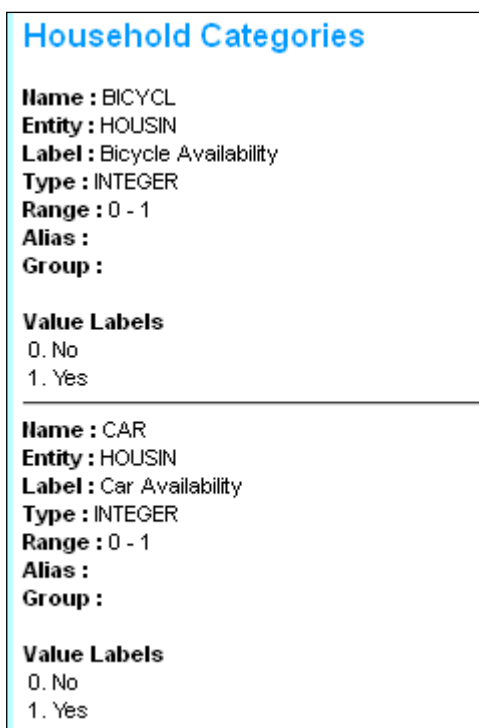 Household Categories
Name : BICYCL
Entity : HOUSIN
Label : Bicycle Availability
Type : INTEGER
Range : 0 - 1
Alias :
Group :
Value Labels
0. No
1. Yes
Name : CAR
Entity : HOUSIN
Label : Car Availability
Type : INTEGER
Range : 0 - 1
Alias :
Group :
Value Labels
0. No
1. Yes